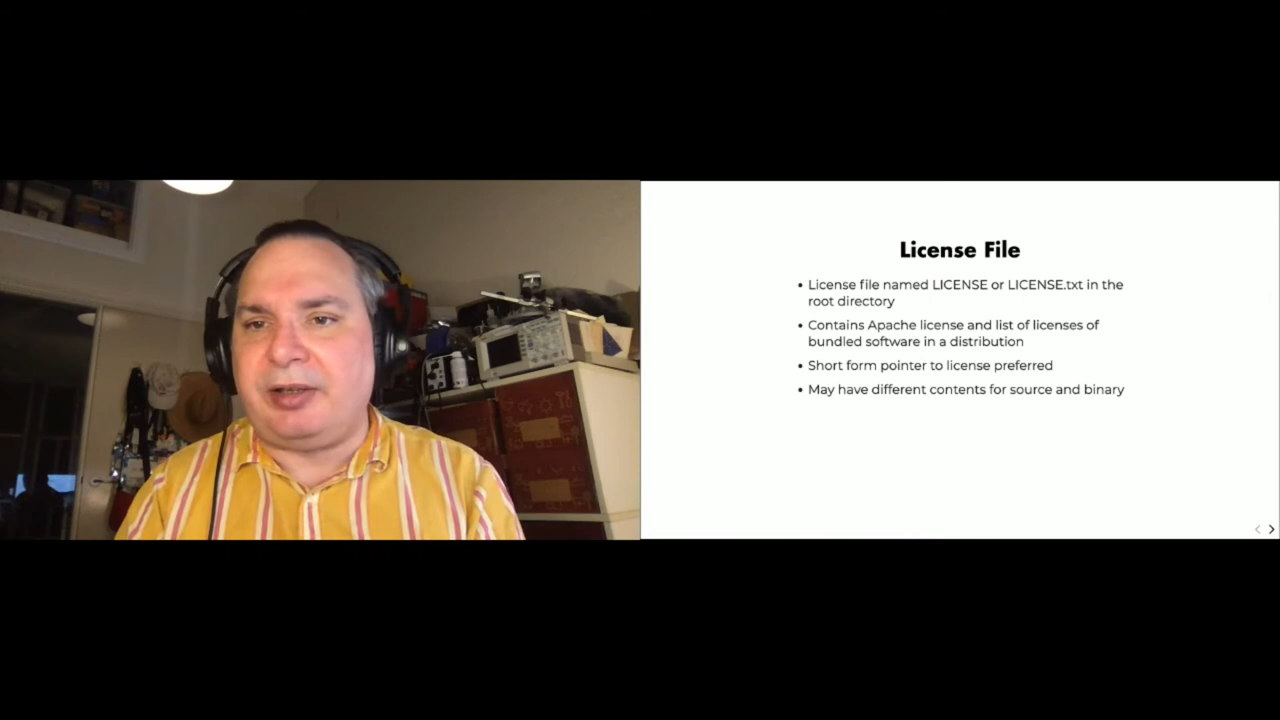 License File
• License file named LICENSE or LICENSE.txt in the
root directory
• Contains Apache license and list of licenses of
bundled software in a distribution
• Short form pointer to license preferred
• May have different contents for source and binary